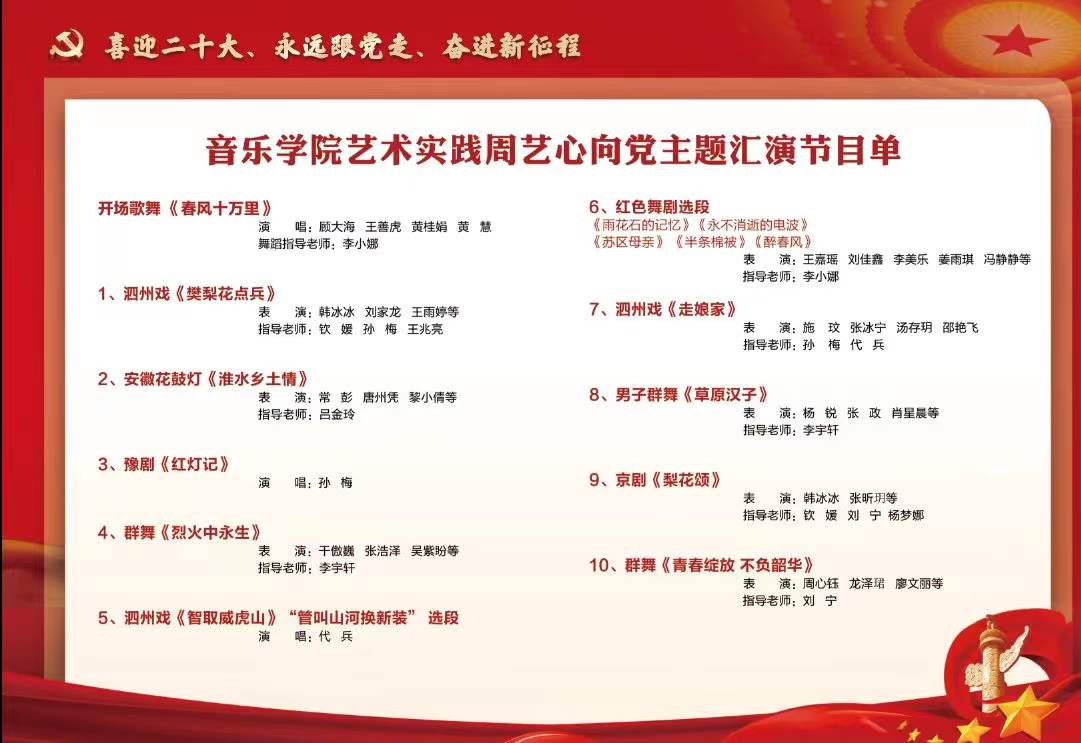 喜迎二十大、永远跟党走、奋进新征程
音乐学院艺术实践周艺心向党主题汇演节目单
开场歌舞《春风十万里》
演 唱：顾大海 王善虎 黄桂娟 黄 慧
舞蹈指导老师：李小娜
1、泗州戏《樊梨花点兵》
表 演：韩冰冰 刘家龙 王雨婷等
指导老师：钦 媛 孙 梅 王兆亮
2、安徽花鼓灯《淮水乡土情》
表 演：常 彭 唐州凭 黎小倩等
指导老师：吕金玲
3、豫剧《红灯记》
演 唱：孙 梅
4、群舞《烈火中永生》
表 演：干傲巍 张浩泽 吴紫盼等
指导老师：李宇轩
5、泗州戏《智取威虎山》“管叫山河换新装” 选段
演 唱：代 兵
6、红色舞剧选段
《雨花石的记忆》《永不消逝的电波》
《苏区母亲》《半条棉被》《醉春风》
表 演：王嘉瑶 刘佳鑫 李美乐 姜雨琪 冯静静等
指导老师：李小娜
7、泗州戏《走娘家》
表 演：施 玟 张冰宁 汤存玥 邵艳飞
指导老师：孙 梅 代 兵
8、男子群舞《草原汉子》
表 演：杨 锐 张 政 肖星晨等
指导老师：李宇轩
9、京剧《梨花颂》
表 演：韩冰冰 张昕玥等
指导老师：钦 媛 刘 宁 杨梦娜
10、群舞《青春绽放 不负韶华》
表 演：周心钰 龙泽珺 廖文丽等
指导老师：刘 宁